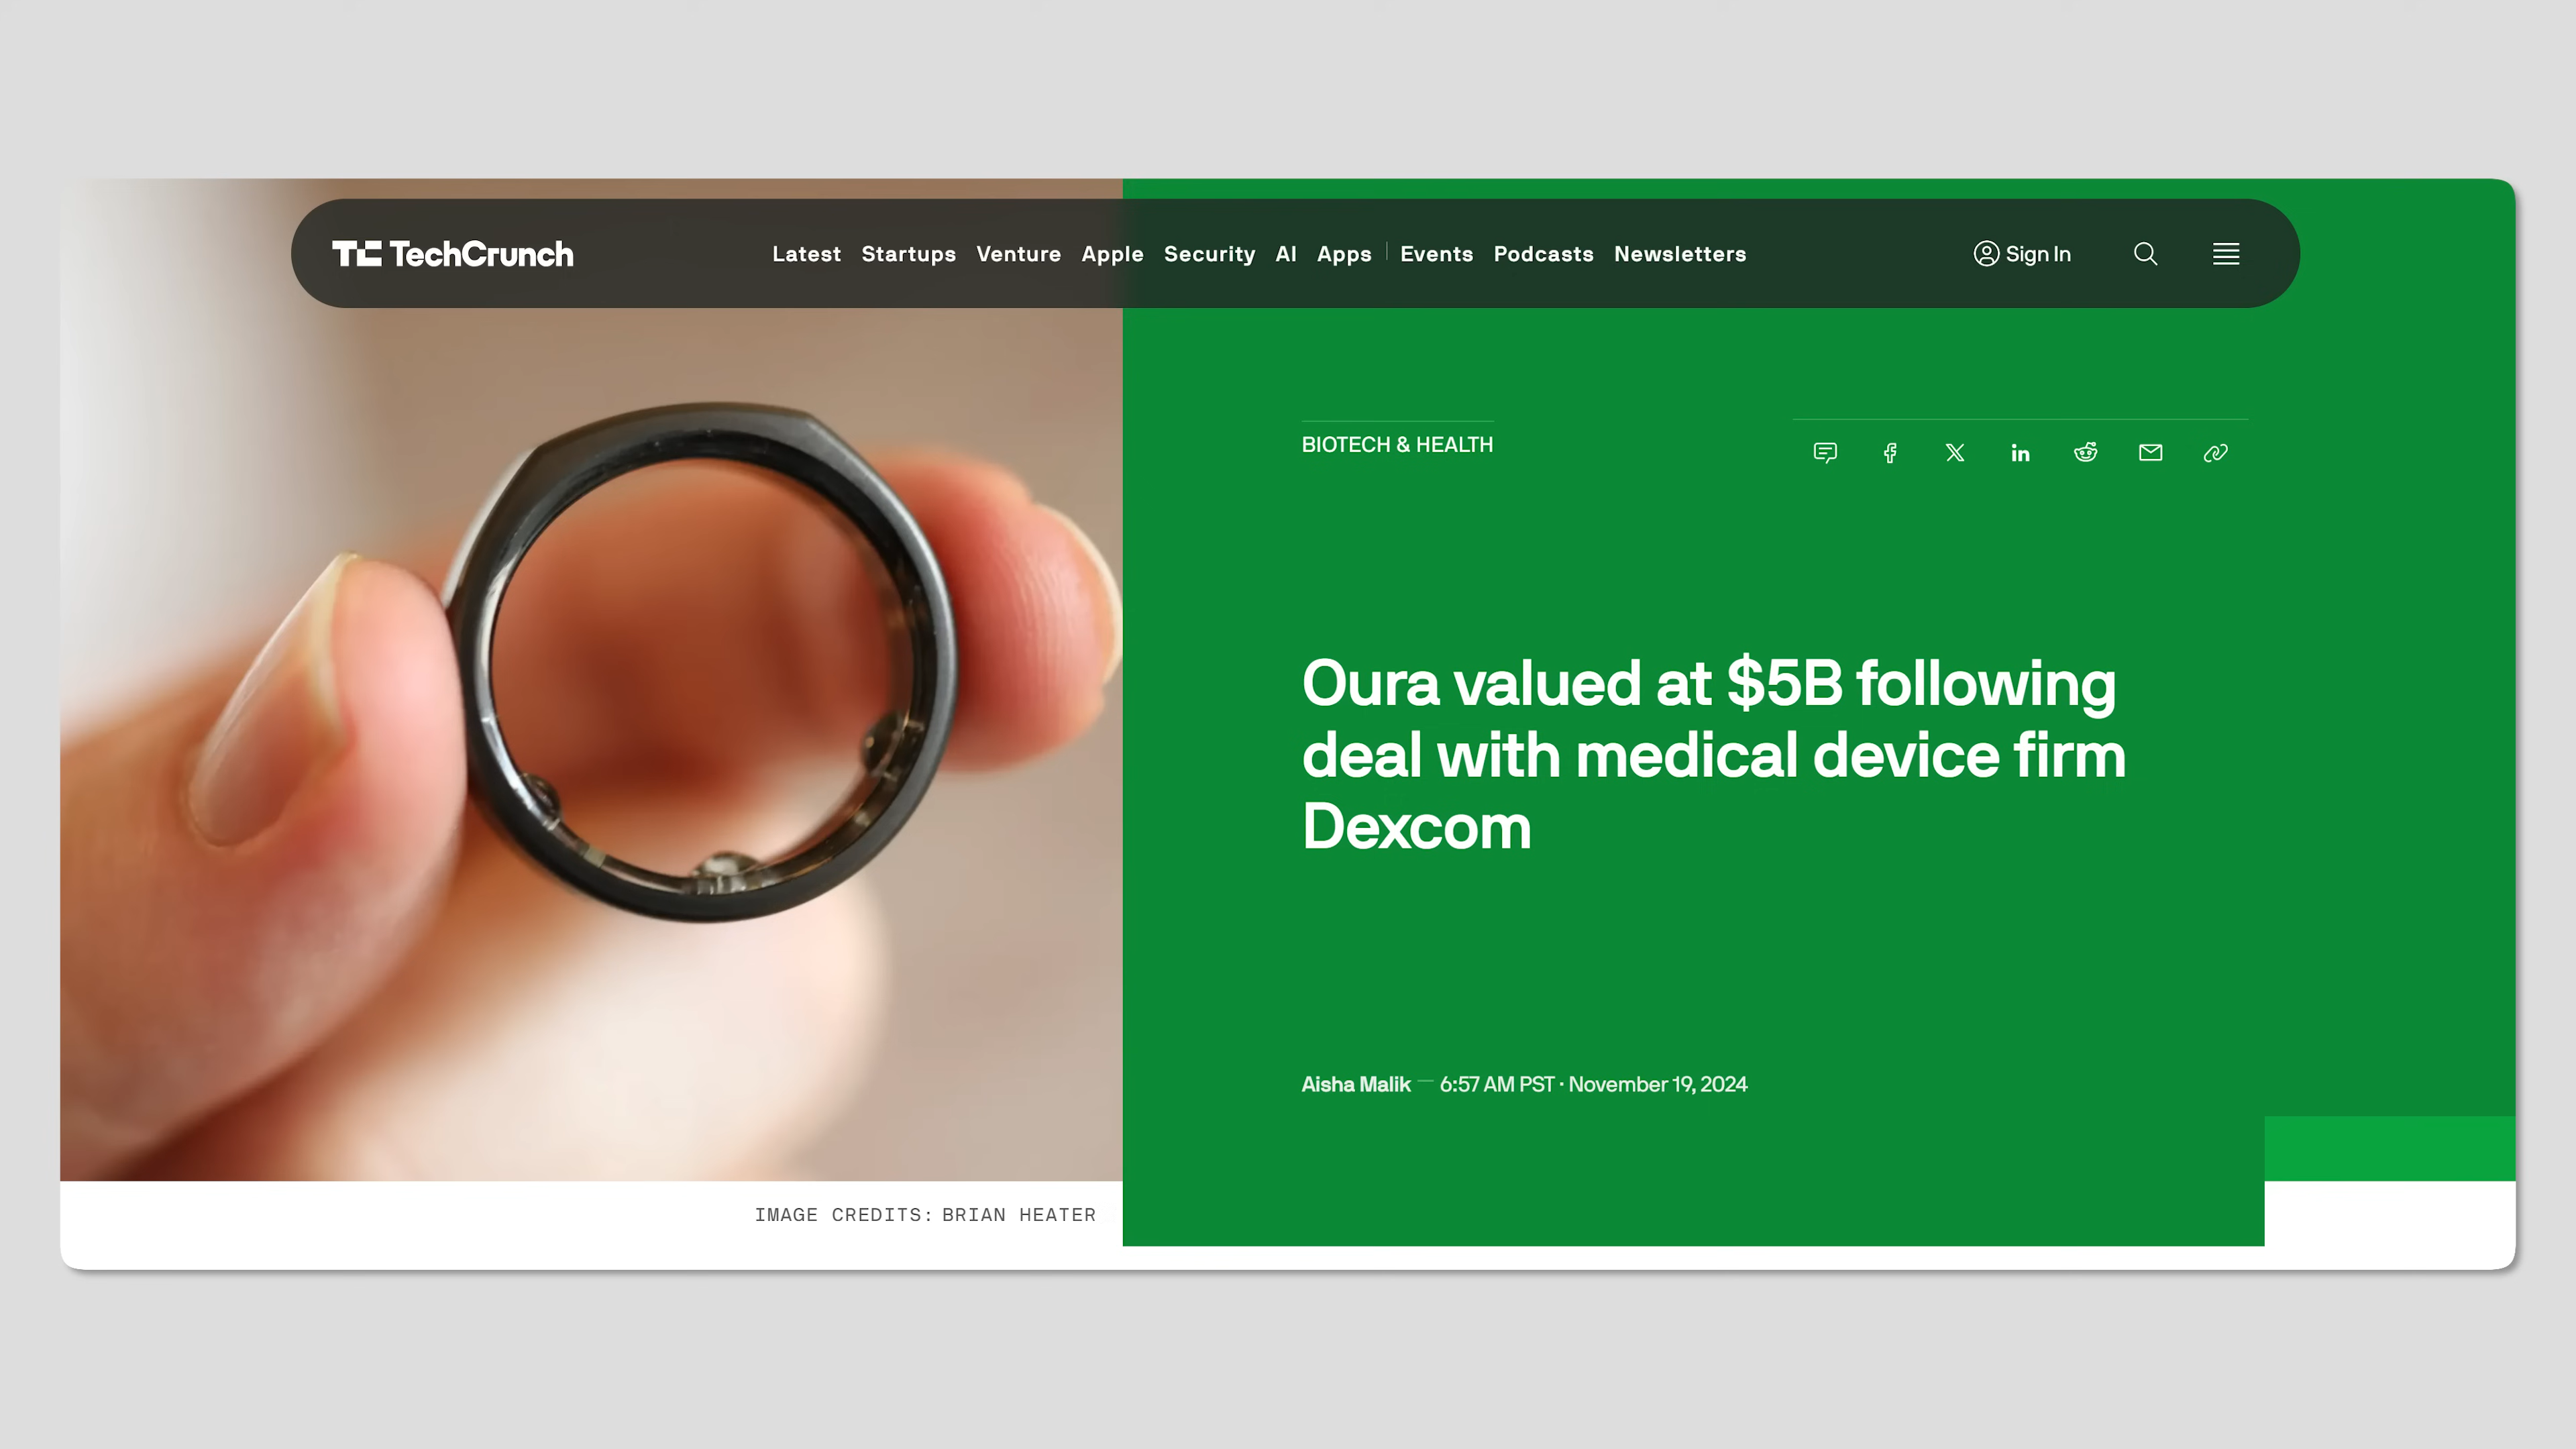 TechCrunch
Latest Startups Venture Apple Security AI Apps Events Podcasts Newsletters
Sign In
BIOTECH & HEALTH
Oura valued at $5B following
deal with medical device firm
Dexcom
Aisha Malik — 6:57 AM PST · November 19, 2024
IMAGE CREDITS: BRIAN HEATER